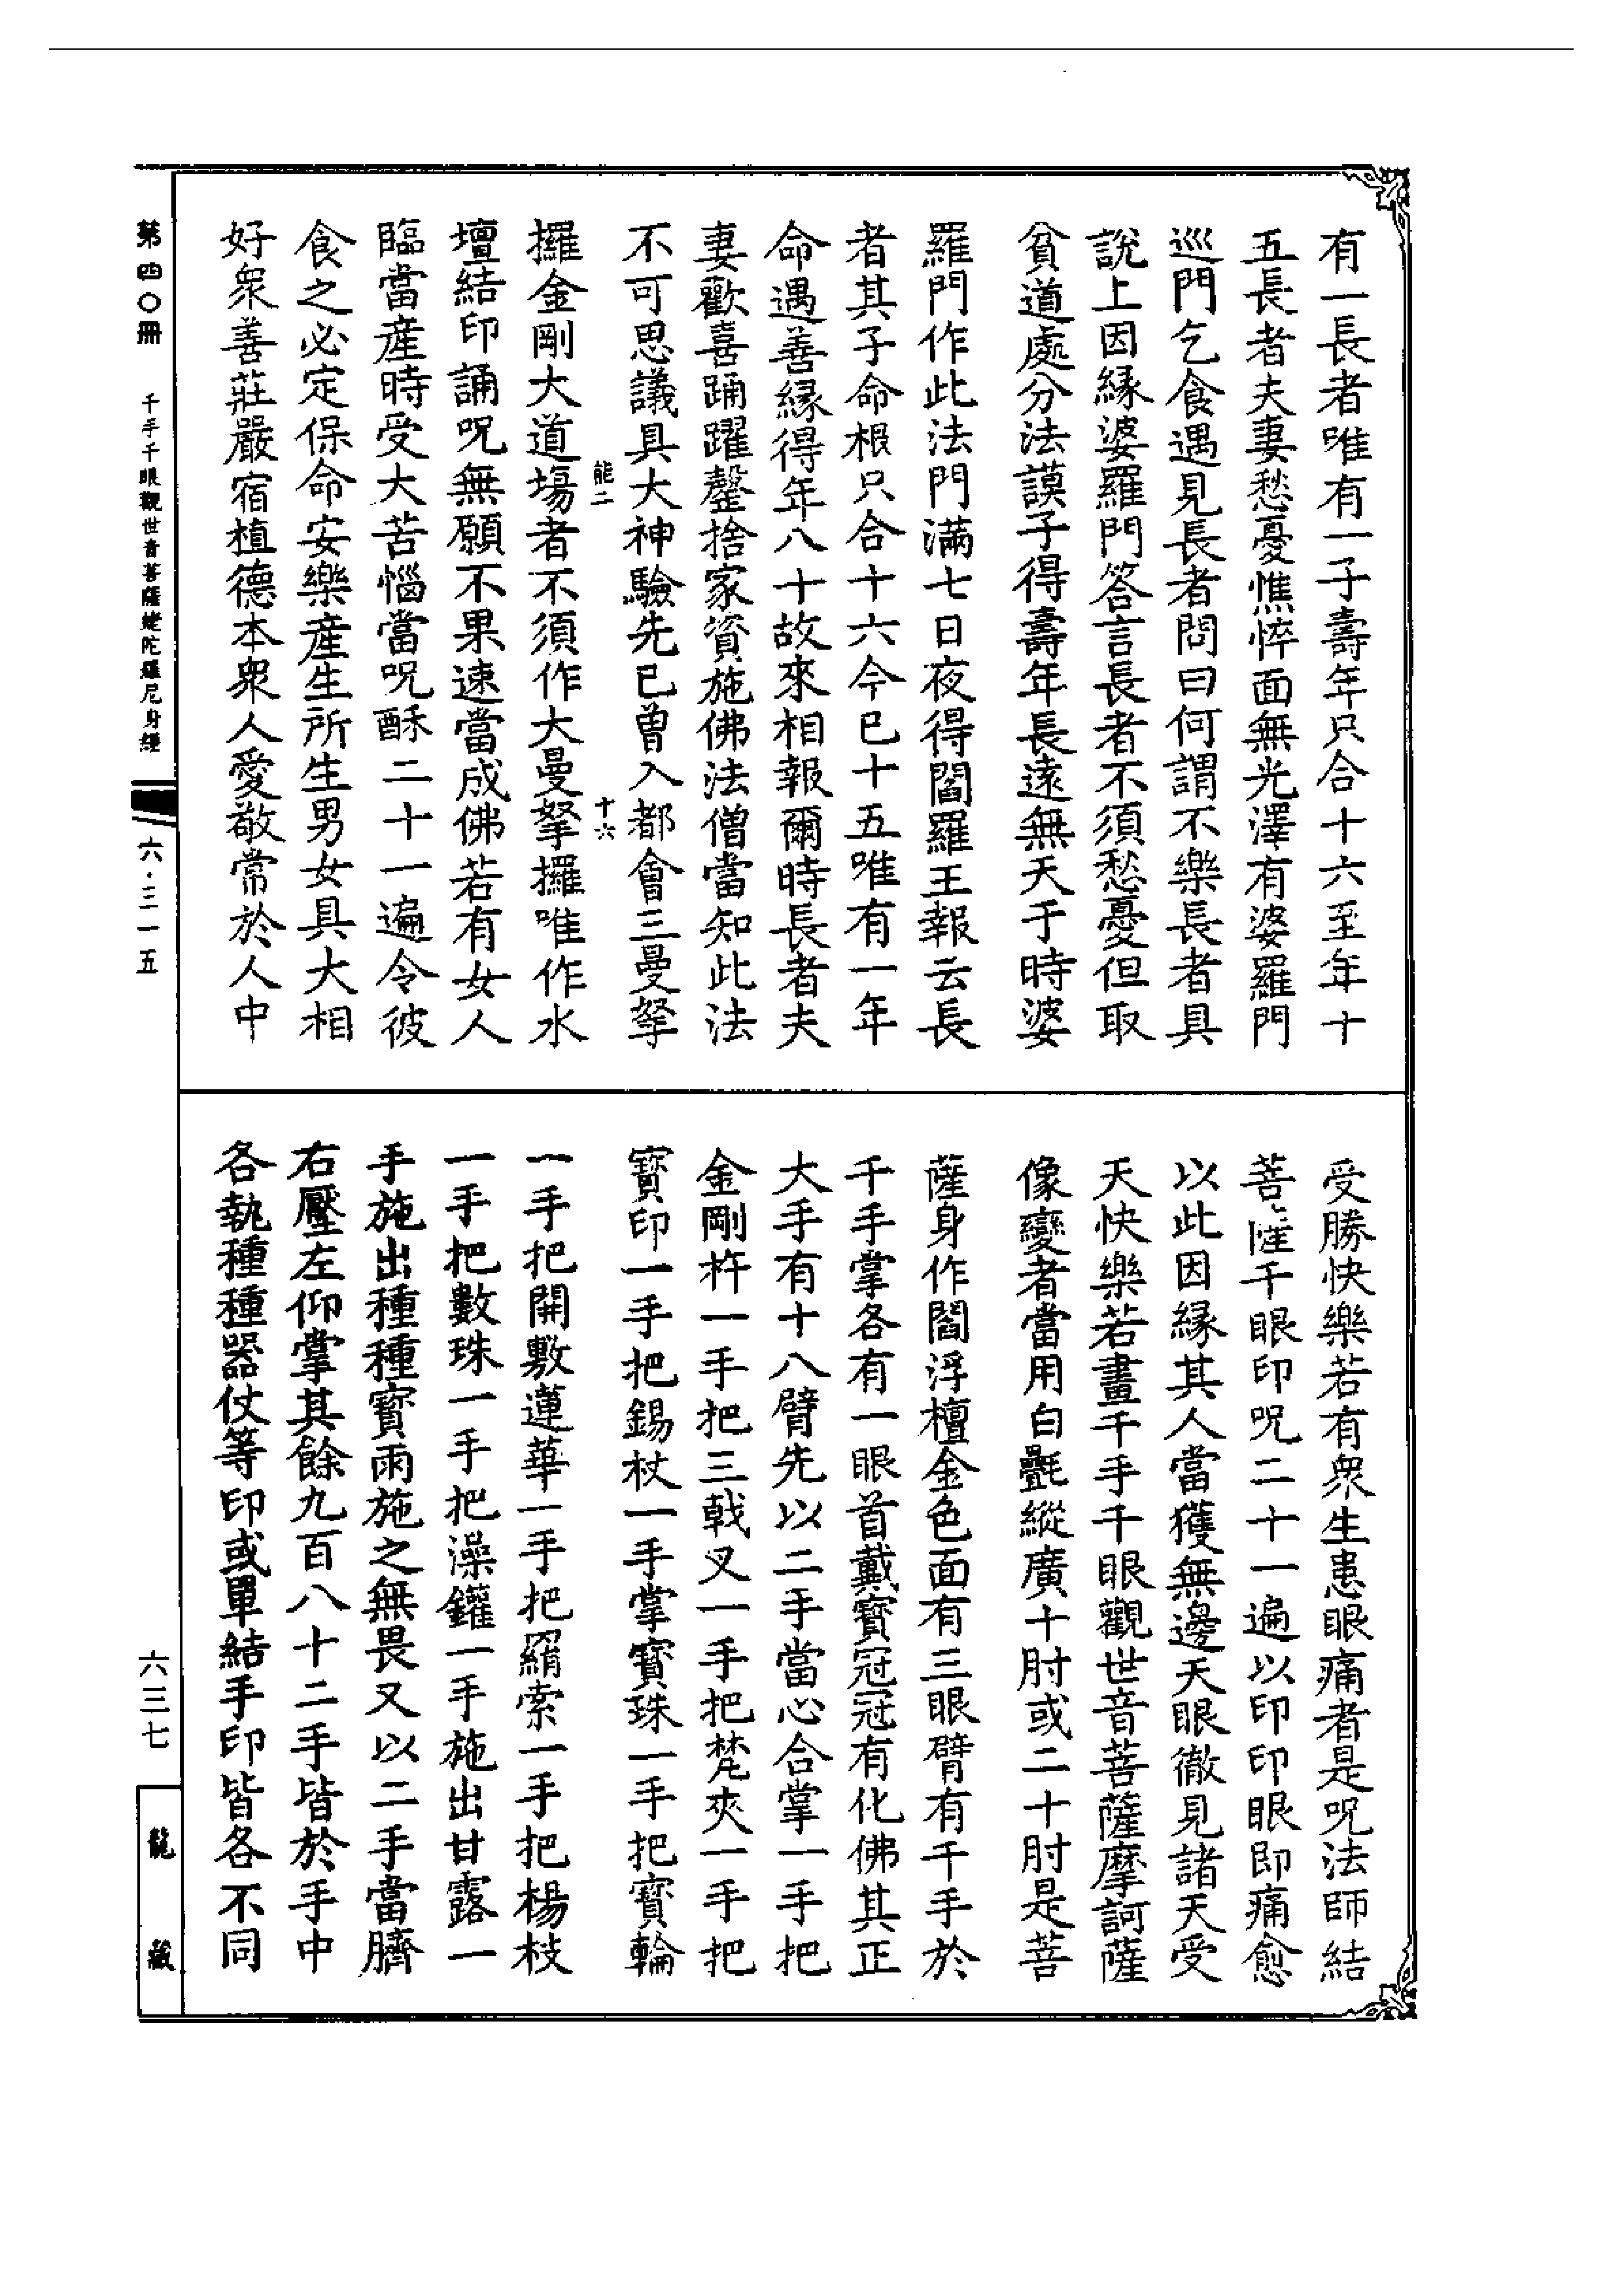 有一長者唯有一子壽年只合十六至年十
五長者夫妻愁憂憔悴面無光澤有婆羅門
巡門乞食遇見長者問曰何謂不樂長者具
說上因緣婆羅門答言長者不須愁憂但取
貧道處分法謨子得壽年長遠無夭于時婆
羅門作此法門滿七日夜得閻羅王報云長
者其子命根只合十六今已十五唯有一年
命遇善緣得年八十故來相報爾時長者夫
妻歡喜踊躍罄捨家資施佛法僧當知此法
不可思議具大神驗先已曾入都會三曼拏
能二
十六
攞金剛大道場者不須作大曼拏攞唯作水
壇結印誦呪無願不果速當成佛若有女人
臨當產時受大苦惱當呪酥二十一遍令彼
食之必定保命安樂產生所生男女具大相
好眾善莊嚴宿植德本眾人愛敬常於人中
受勝快樂若有眾生患眼痛者是呪法師結
菩薩千眼印呪二十一遍以印印眼即痛愈
以此因緣其人當獲無邊天眼徹見諸天受
天快樂若畫千手千眼觀世音菩薩摩訶薩
像變者當用白㲲縱廣十肘或二十肘是菩
薩身作閻浮檀金色面有三眼臂有千手於
千手掌各有一眼首戴寶冠冠有化佛其正
大手有十八臂先以二手當心合掌一手把
金剛杵一手把三戟叉一手把梵夾一手把
寶印一手把錫杖一手掌寶珠一手把寶輪
一手把開敷蓮華一手把羂索一手把楊枝
一手把數珠一手把澡鑵一手施出甘露一
手施出種種寶雨施之無畏又以二手當臍
右壓左仰掌其餘九百八十二手皆於手中
各執種種器仗等印或單結手印皆各不同
第四〇冊
千手千眼觀世音菩薩姥陀羅尼身經
六·三一五
六三七
龍藏